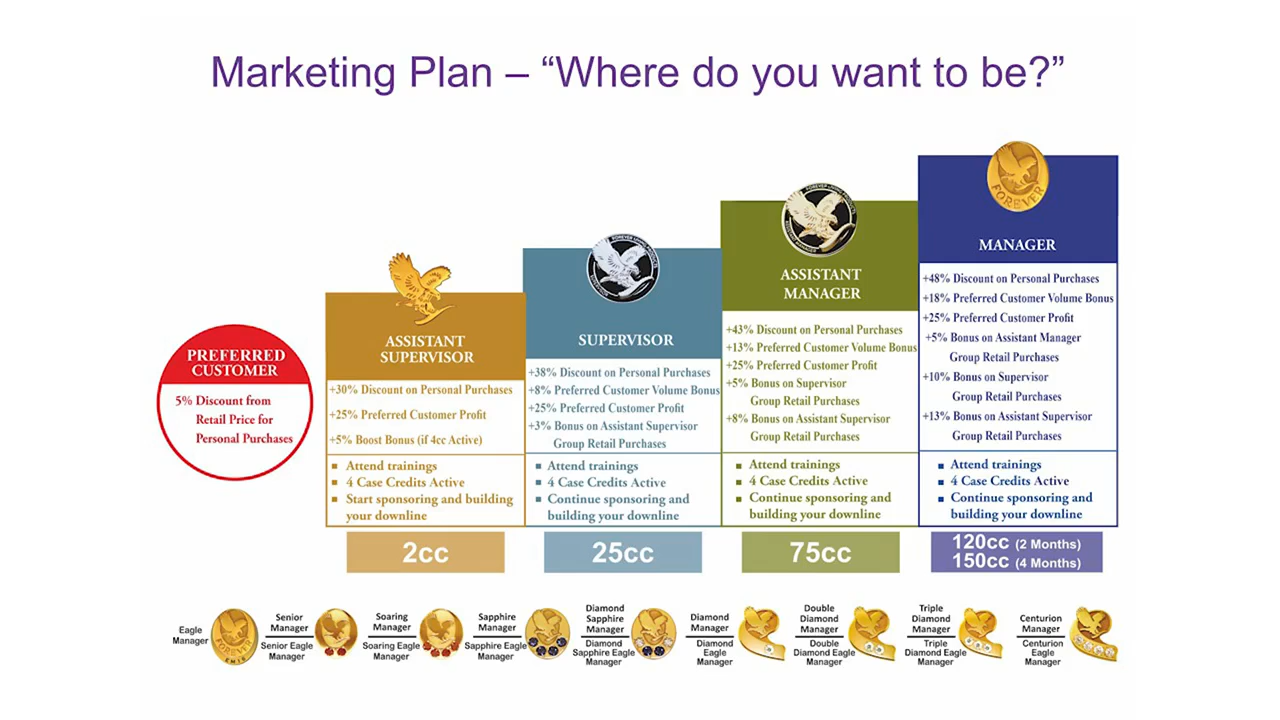 Marketing Plan – “Where do you want to be?”
PREFERRED
CUSTOMER
5% Discount from
Retail Price for
Personal Purchases
ASSISTANT
SUPERVISOR
+30% Discount on Personal Purchases
+25% Preferred Customer Profit
+5% Boost Bonus (if 4cc Active)
▪ Attend trainings
▪ 4 Case Credits Active
▪ Start sponsoring and building
your downline
2cc
SUPERVISOR
+38% Discount on Personal Purchases
+8% Preferred Customer Volume Bonus
+25% Preferred Customer Profit
+3% Bonus on Assistant Supervisor
Group Retail Purchases
▪ Attend trainings
▪ 4 Case Credits Active
▪ Continue sponsoring and
building your downline
25cc
ASSISTANT
MANAGER
+43% Discount on Personal Purchases
+13% Preferred Customer Volume Bonus
+25% Preferred Customer Profit
+5% Bonus on Supervisor
Group Retail Purchases
+8% Bonus on Assistant Supervisor
Group Retail Purchases
▪ Attend trainings
▪ 4 Case Credits Active
▪ Continue sponsoring and
building your downline
75cc
FOREVER
MANAGER
+48% Discount on Personal Purchases
+18% Preferred Customer Volume Bonus
+25% Preferred Customer Profit
+5% Bonus on Assistant Manager
Group Retail Purchases
+10% Bonus on Supervisor
Group Retail Purchases
+13% Bonus on Assistant Supervisor
Group Retail Purchases
▪ Attend trainings
▪ 4 Case Credits Active
▪ Continue sponsoring and
building your downline
120cc (2 Months)
150cc (4 Months)
Eagle
Manager
Senior
Manager
Senior Eagle
Manager
Soaring
Manager
Soaring Eagle
Manager
Sapphire
Manager
Sapphire Eagle
Manager
Diamond
Sapphire
Manager
Diamond
Sapphire Eagle
Manager
Diamond
Manager
Diamond
Eagle
Manager
Double
Diamond
Manager
Double
Diamond Eagle
Manager
Triple
Diamond
Manager
Triple
Diamond Eagle
Manager
Centurion
Manager
Centurion
Eagle
Manager